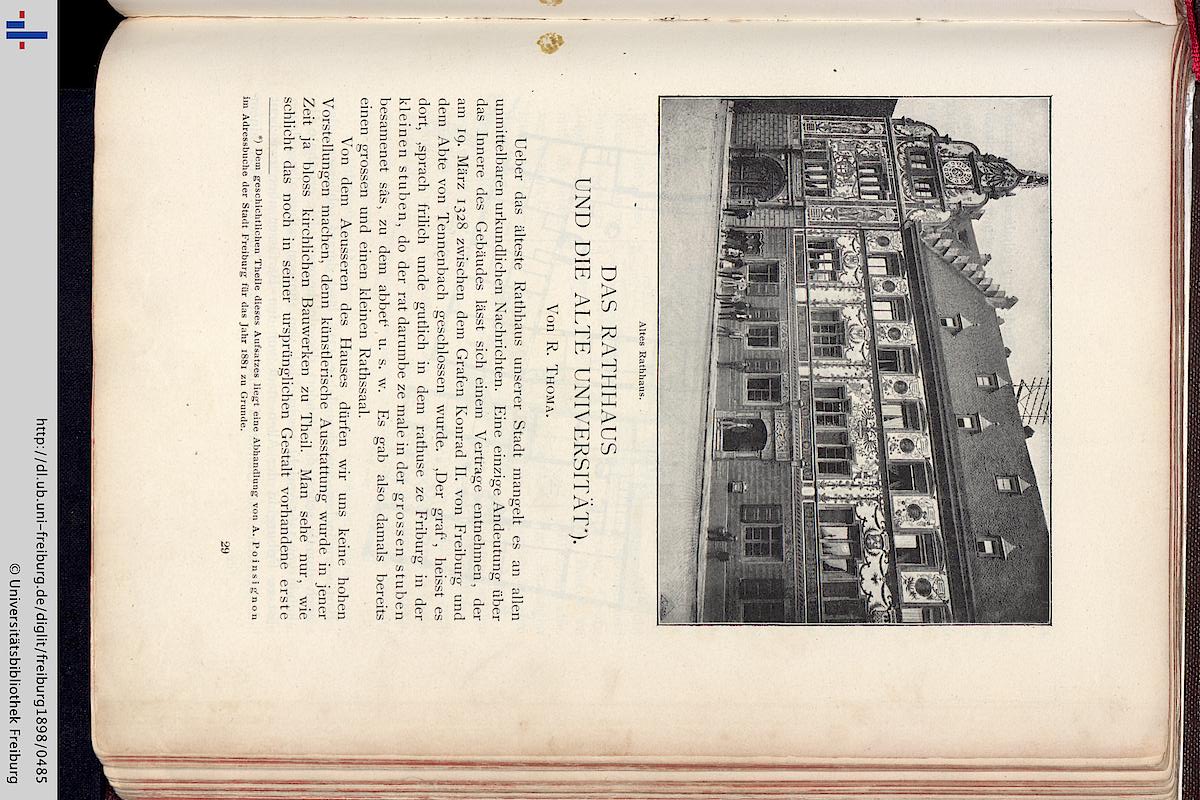 Altes Rathhaus.
DAS RATHHAUS
UND DIE ALTE UNIVERSITÄT*).
Von R. Thoma.
Ueber das älteste Rathhaus unserer Stadt mangelt es an allen
unmittelbaren urkundlichen Nachrichten. Eine einzige Andeutung über
das Innere des Gebäudes lässt sich einem Vertrage entnehmen, der
am 19. März 1328 zwischen dem Grafen Konrad II. von Freiburg und
dem Abte von Tennenbach geschlossen wurde. ‚Der graf‘, heisst es
dort, ‚sprach frilich unde gutlich in dem rathuse ze Friburg in der
kleinen stuben, do der rat darumbe ze male in der grossen stuben
besamenet sâs, zu dem abbet‘ u. s. w. Es gab also damals bereits
einen grossen und einen kleinen Rathssaal.
Von dem Aeusseren des Hauses dürfen wir uns keine hohen
Vorstellungen machen, denn künstlerische Ausstattung wurde in jener
Zeit ja bloss kirchlichen Bauwerken zu Theil. Man sehe nur, wie
schlicht das noch in seiner ursprünglichen Gestalt vorhandene erste
*) Dem geschichtlichen Theile dieses Aufsatzes liegt eine Abhandlung von A. Poinsignon
im Adressbuche der Stadt Freiburg für das Jahr 1881 zu Grunde.
29
http://dl.ub.uni-freiburg.de/diglit/freiburg1898/0485
© Universitätsbibliothek Freiburg